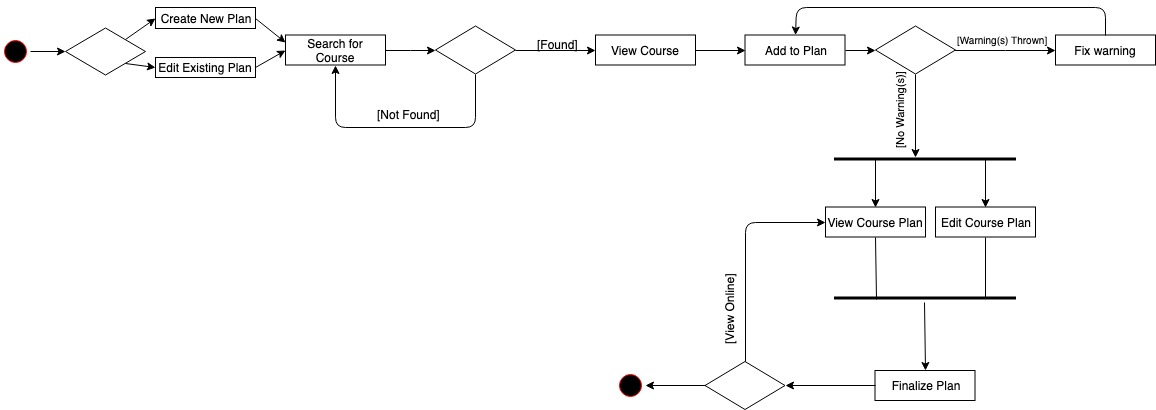 Create New Plan
Edit Existing Plan
Search for
Course
[Not Found]
[Found]
View Course
Add to Plan
[Warning(s) Thrown]
Fix warning
[No Warning(s)]
View Course Plan
Edit Course Plan
[View Online]
Finalize Plan